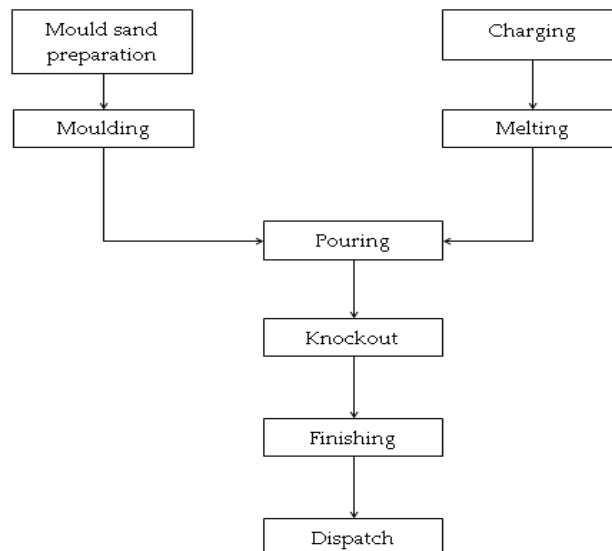 Mould sand
preparation
Charging
Moulding
Melting
Pouring
Knockout
Finishing
Dispatch